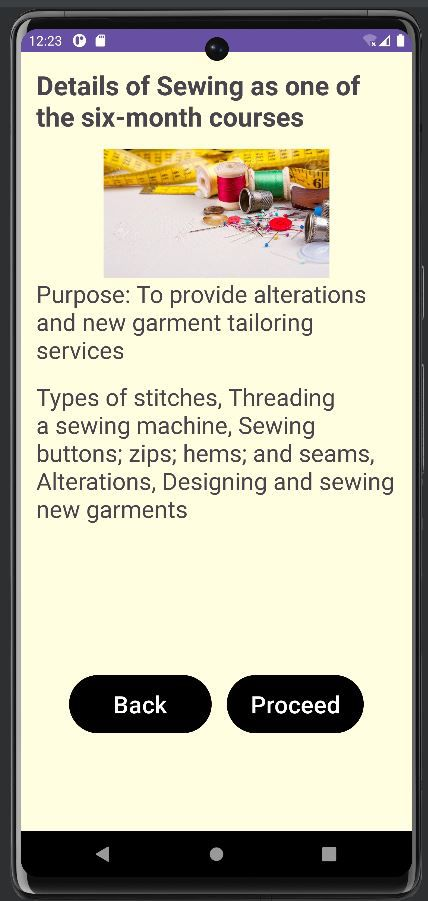 12:23
Details of Sewing as one of
the six-month courses
Purpose: To provide alterations
and new garment tailoring
services
Types of stitches, Threading
a sewing machine, Sewing
buttons; zips; hems; and seams,
Alterations, Designing and sewing
new garments
Back Proceed